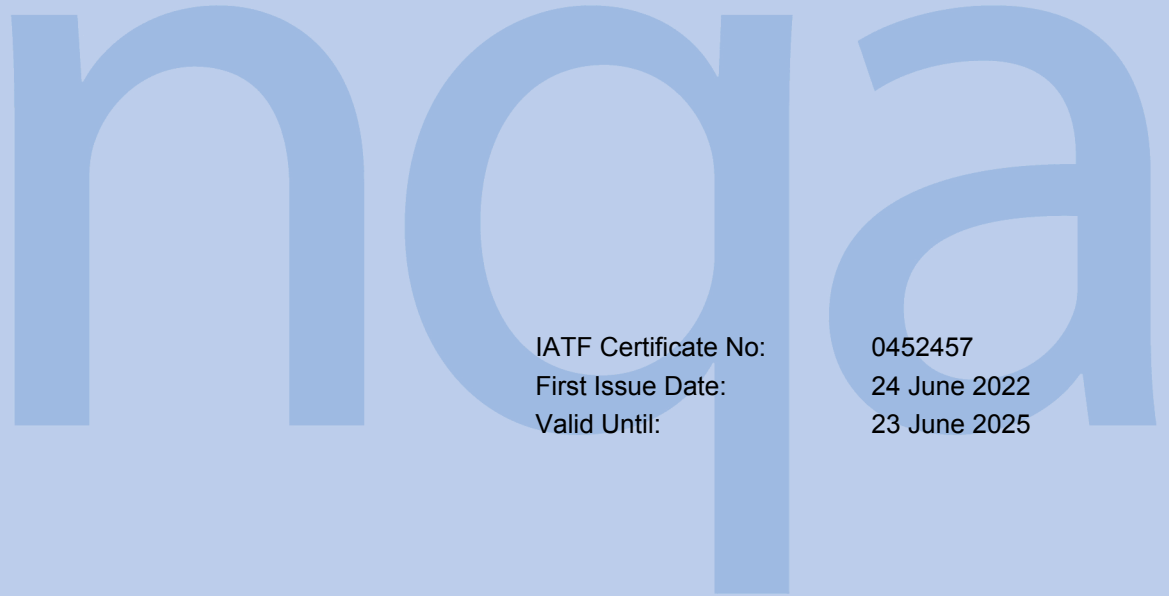 nqa
IATF Certificate No: 0452457
First Issue Date: 24 June 2022
Valid Until: 23 June 2025